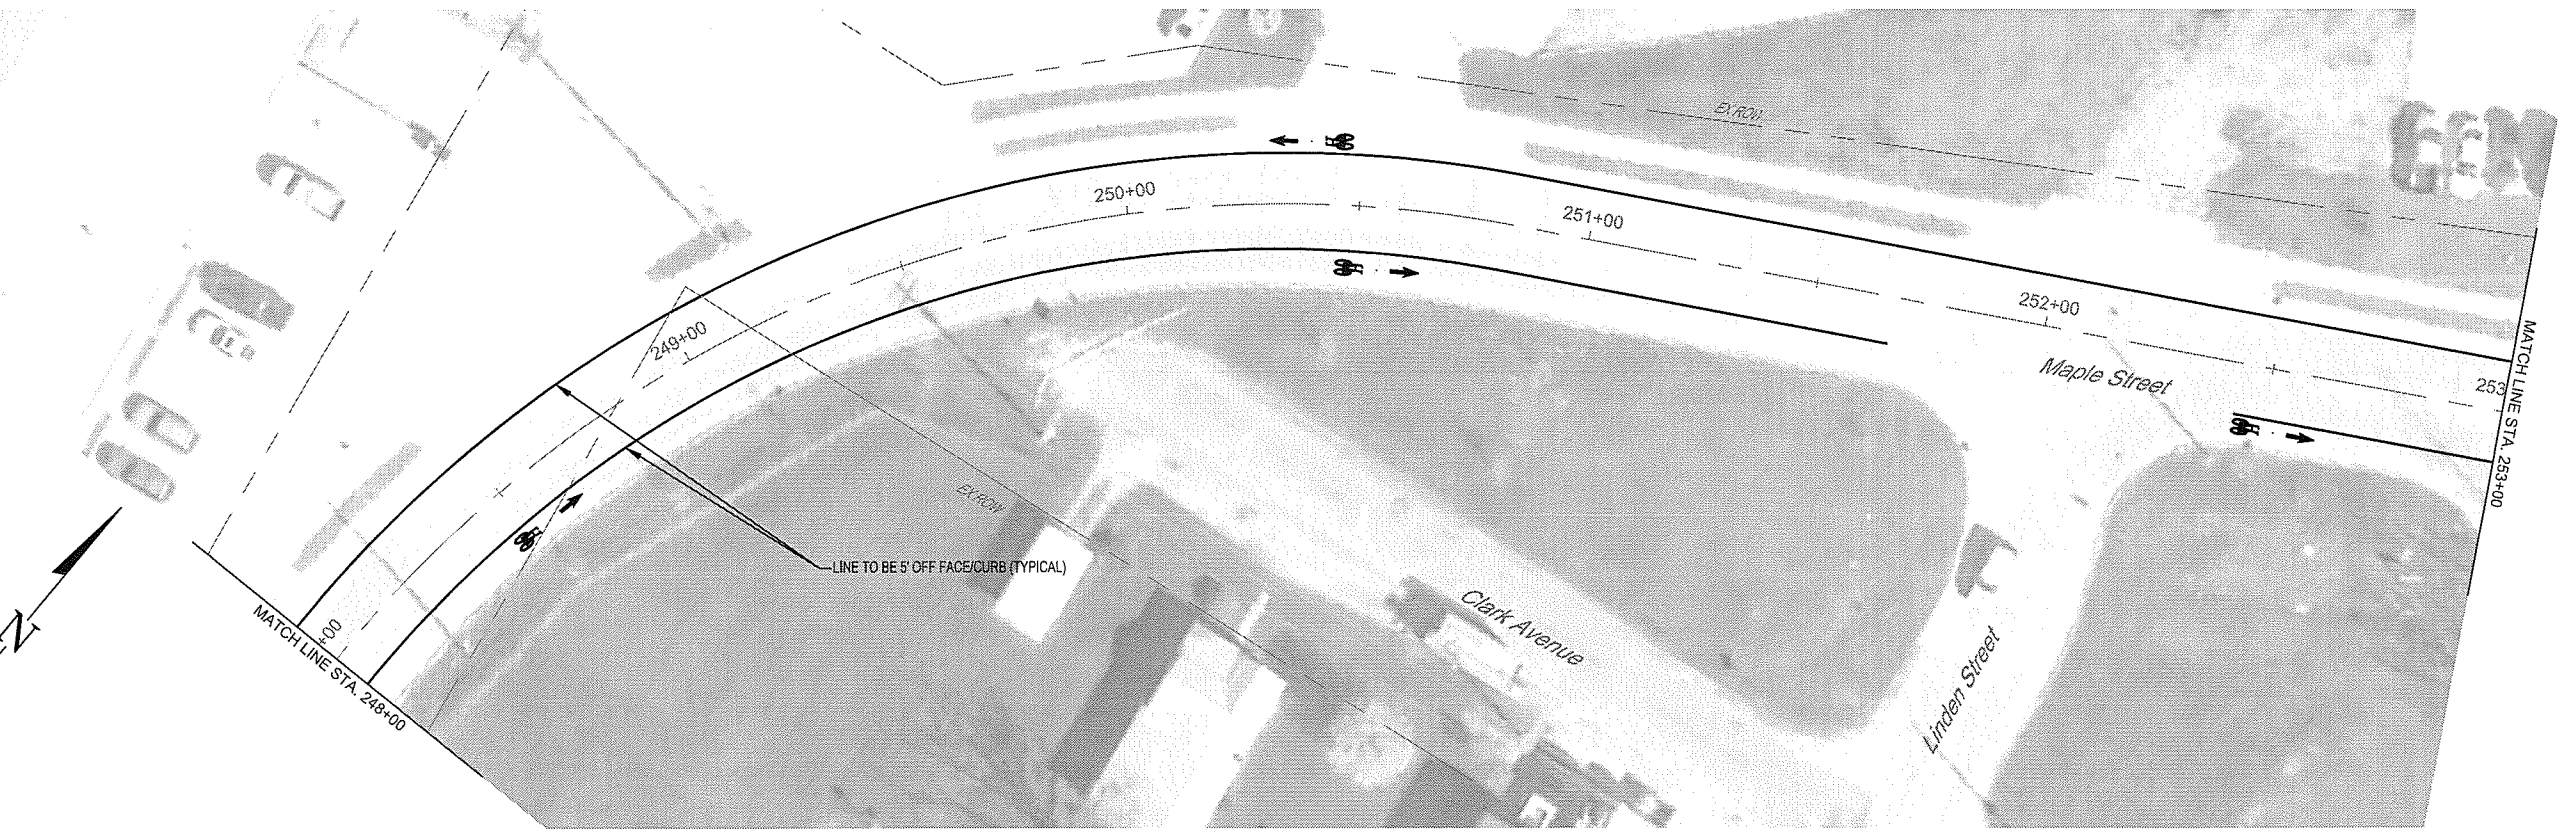 EX ROW
250+00
251+00
252+00
253
249+00
Maple Street
MATCH LINE STA. 253+00
EX ROW
LINE TO BE 5' OFF FACE/CURB (TYPICAL)
Clark Avenue
Linden Street
+00
MATCH LINE STA. 248+00
N